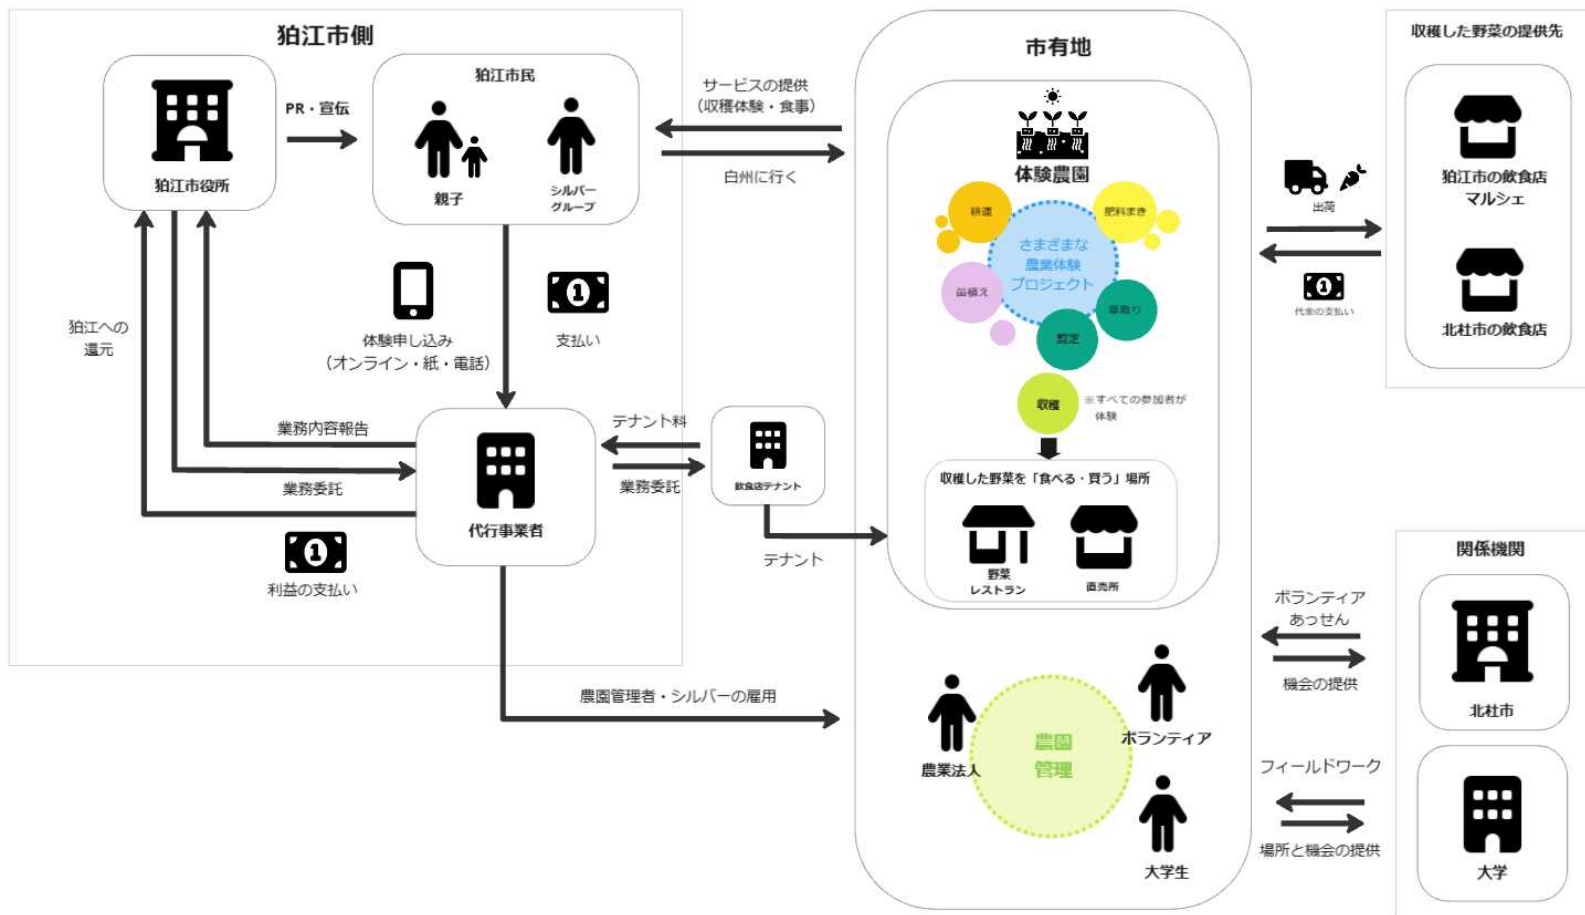 狛江市側
狛江市役所
PR・宣伝
狛江市民
親子
シルバー
グループ
サービスの提供
（収穫体験・食事）
白州に行く
狛江への
還元
体験申し込み
（オンライン・紙・電話）
支払い
業務内容報告
業務委託
利益の支払い
代行事業者
テナント料
業務委託
飲食店テナント
テナント
農園管理者・シルバーの雇用
市有地
体験農園
耕運
肥料まき
さまざまな
農業体験
プロジェクト
苗植え
草取り
剪定
収穫
※すべての参加者が
体験
収穫した野菜を「食べる・買う」場所
野菜
レストラン
直売所
農園
管理
農業法人
ボランティア
大学生
出荷
代金の支払い
収穫した野菜の提供先
狛江市の飲食店
マルシェ
北杜市の飲食店
関係機関
ボランティア
あっせん
機会の提供
北杜市
フィールドワーク
場所と機会の提供
大学